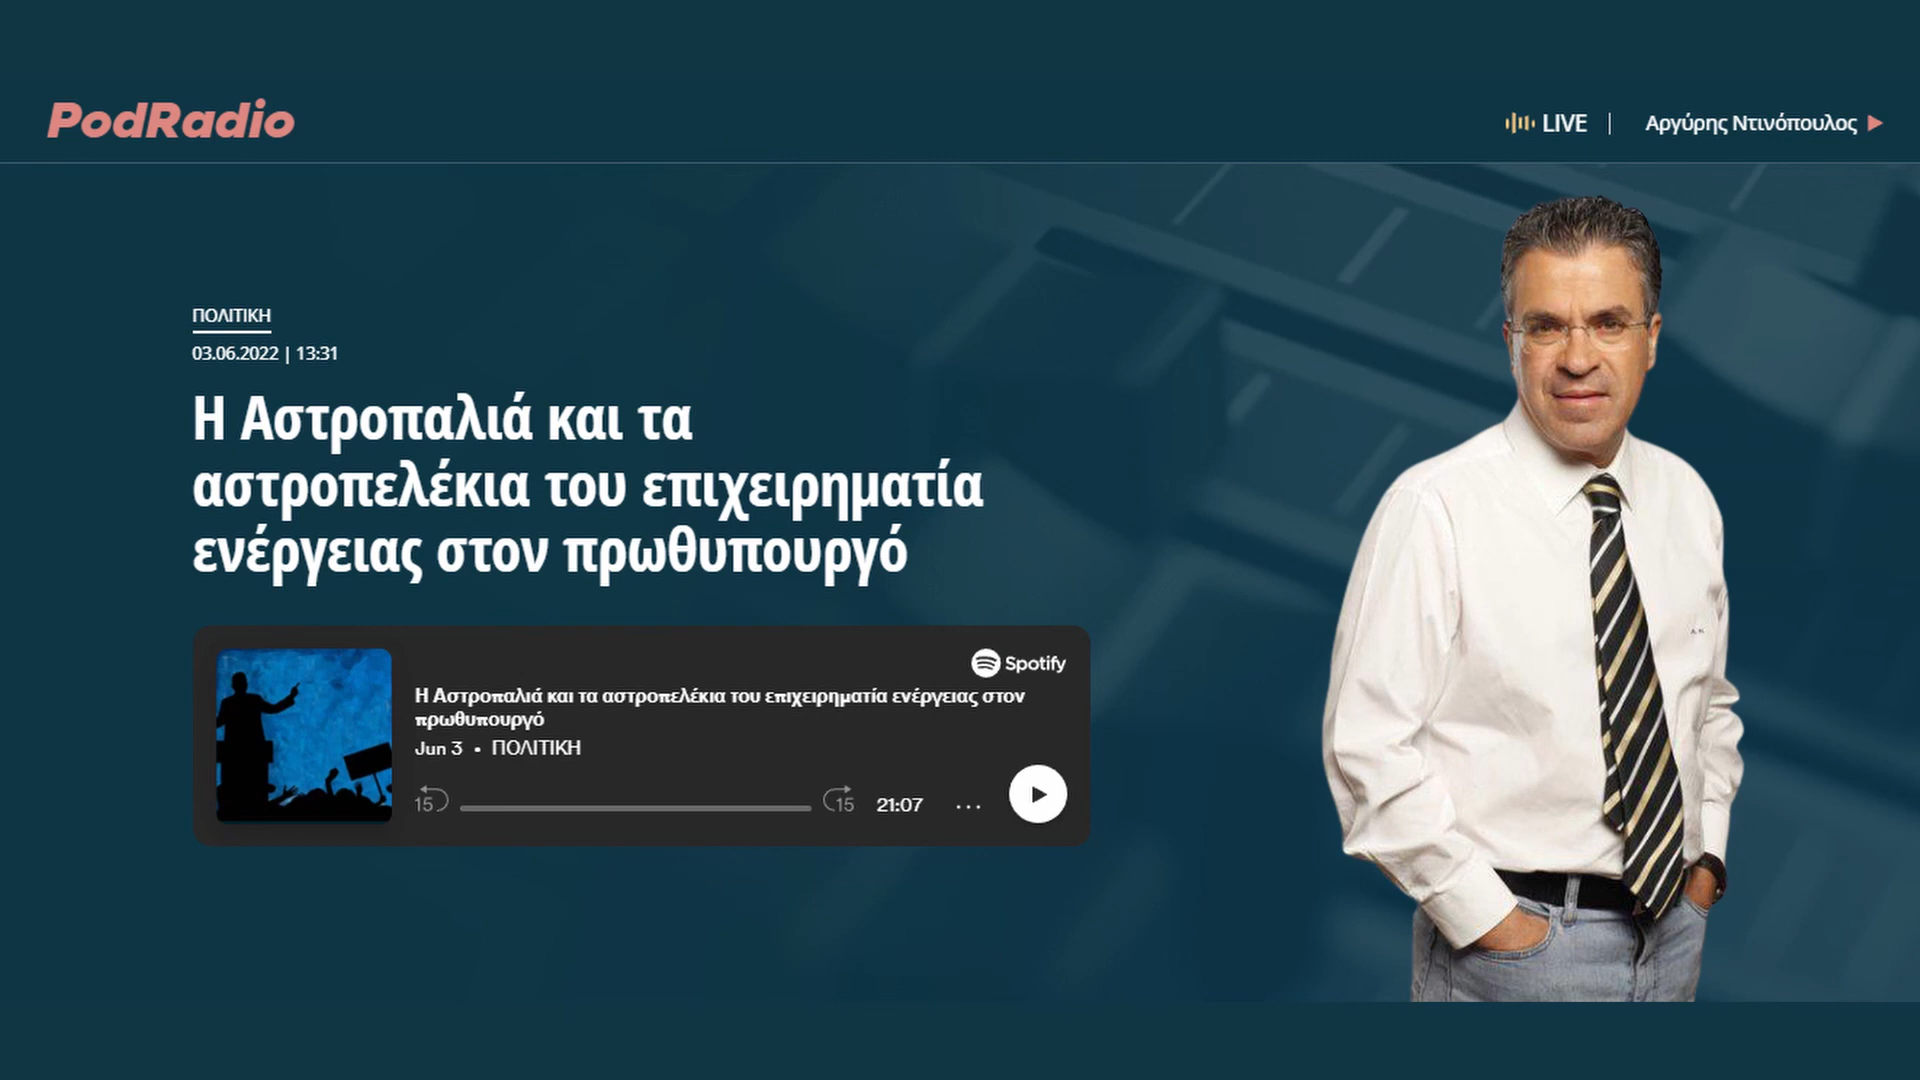 PodRadio
LIVE | Αργύρης Ντινόπουλος
ΠΟΛΙΤΙΚΗ
03.06.2022 | 13:31
Η Αστροπαλιά και τα
αστροπελέκια του επιχειρηματία
ενέργειας στον πρωθυπουργό
Spotify
Η Αστροπαλιά και τα αστροπελέκια του επιχειρηματία ενέργειας στον
πρωθυπουργό
Jun 3 • ΠΟΛΙΤΙΚΗ
15 15 21:07 ...